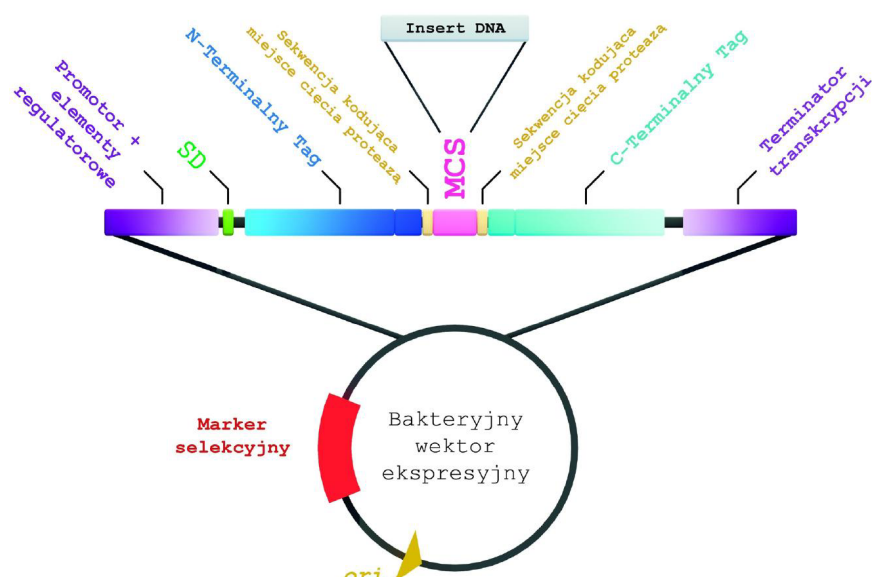 Insert DNA
Promotor +
elementy
regulatorowe
SD
N-Terminalny Tag
Sekwencja kodująca
miejsce cięcia proteazą
MCS
Sekwencja kodująca
miejsce cięcia proteazą
C-Terminalny Tag
Terminator
transkrypcji
Marker
selekcyjny
Bakteryjny
wektor
ekspresyjny
ori